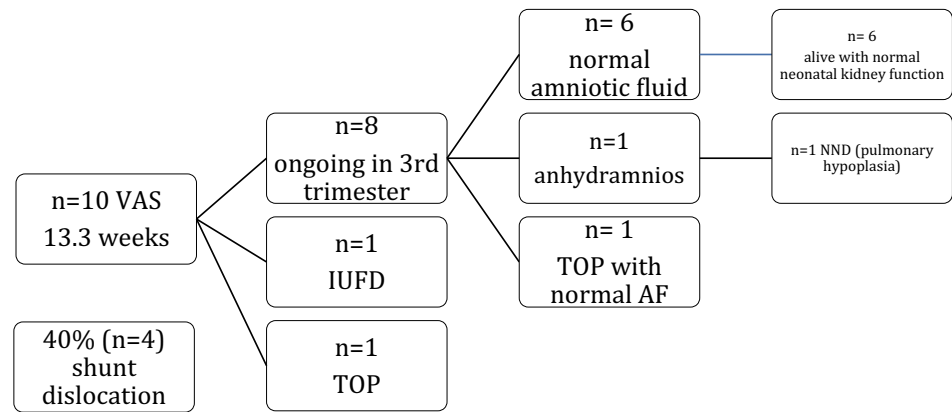 n=10 VAS
13.3 weeks
40% (n=4)
shunt
dislocation
n=8
ongoing in 3rd
trimester
n=1
IUFD
n=1
TOP
n= 6
normal
amniotic fluid
n=1
anhydramnios
n= 1
TOP with
normal AF
n= 6
alive with normal
neonatal kidney
function
n=1 NND (pulmonary
hypoplasia)